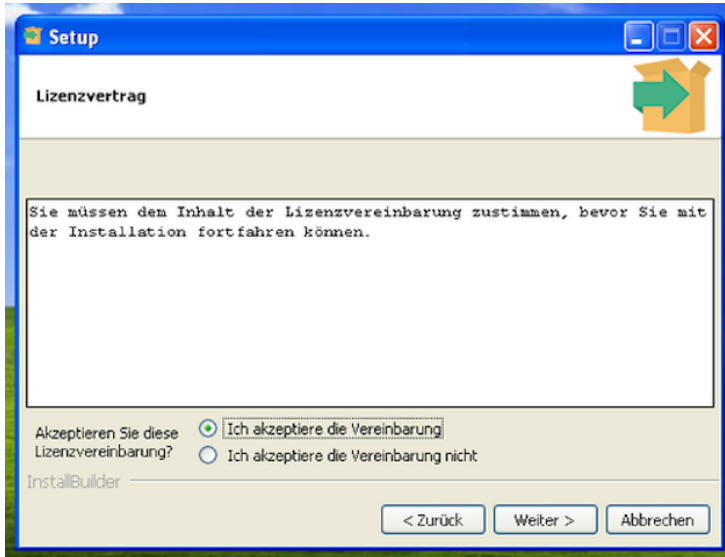 Setup
Lizenzvertrag
Sie müssen dem Inhalt der Lizenzvereinbarung zustimmen, bevor Sie mit
der Installation fortfahren können.
Akzeptieren Sie diese
Lizenzvereinbarung?
Ich akzeptiere die Vereinbarung
Ich akzeptiere die Vereinbarung nicht
InstallBuilder
< Zurück
Weiter >
Abbrechen